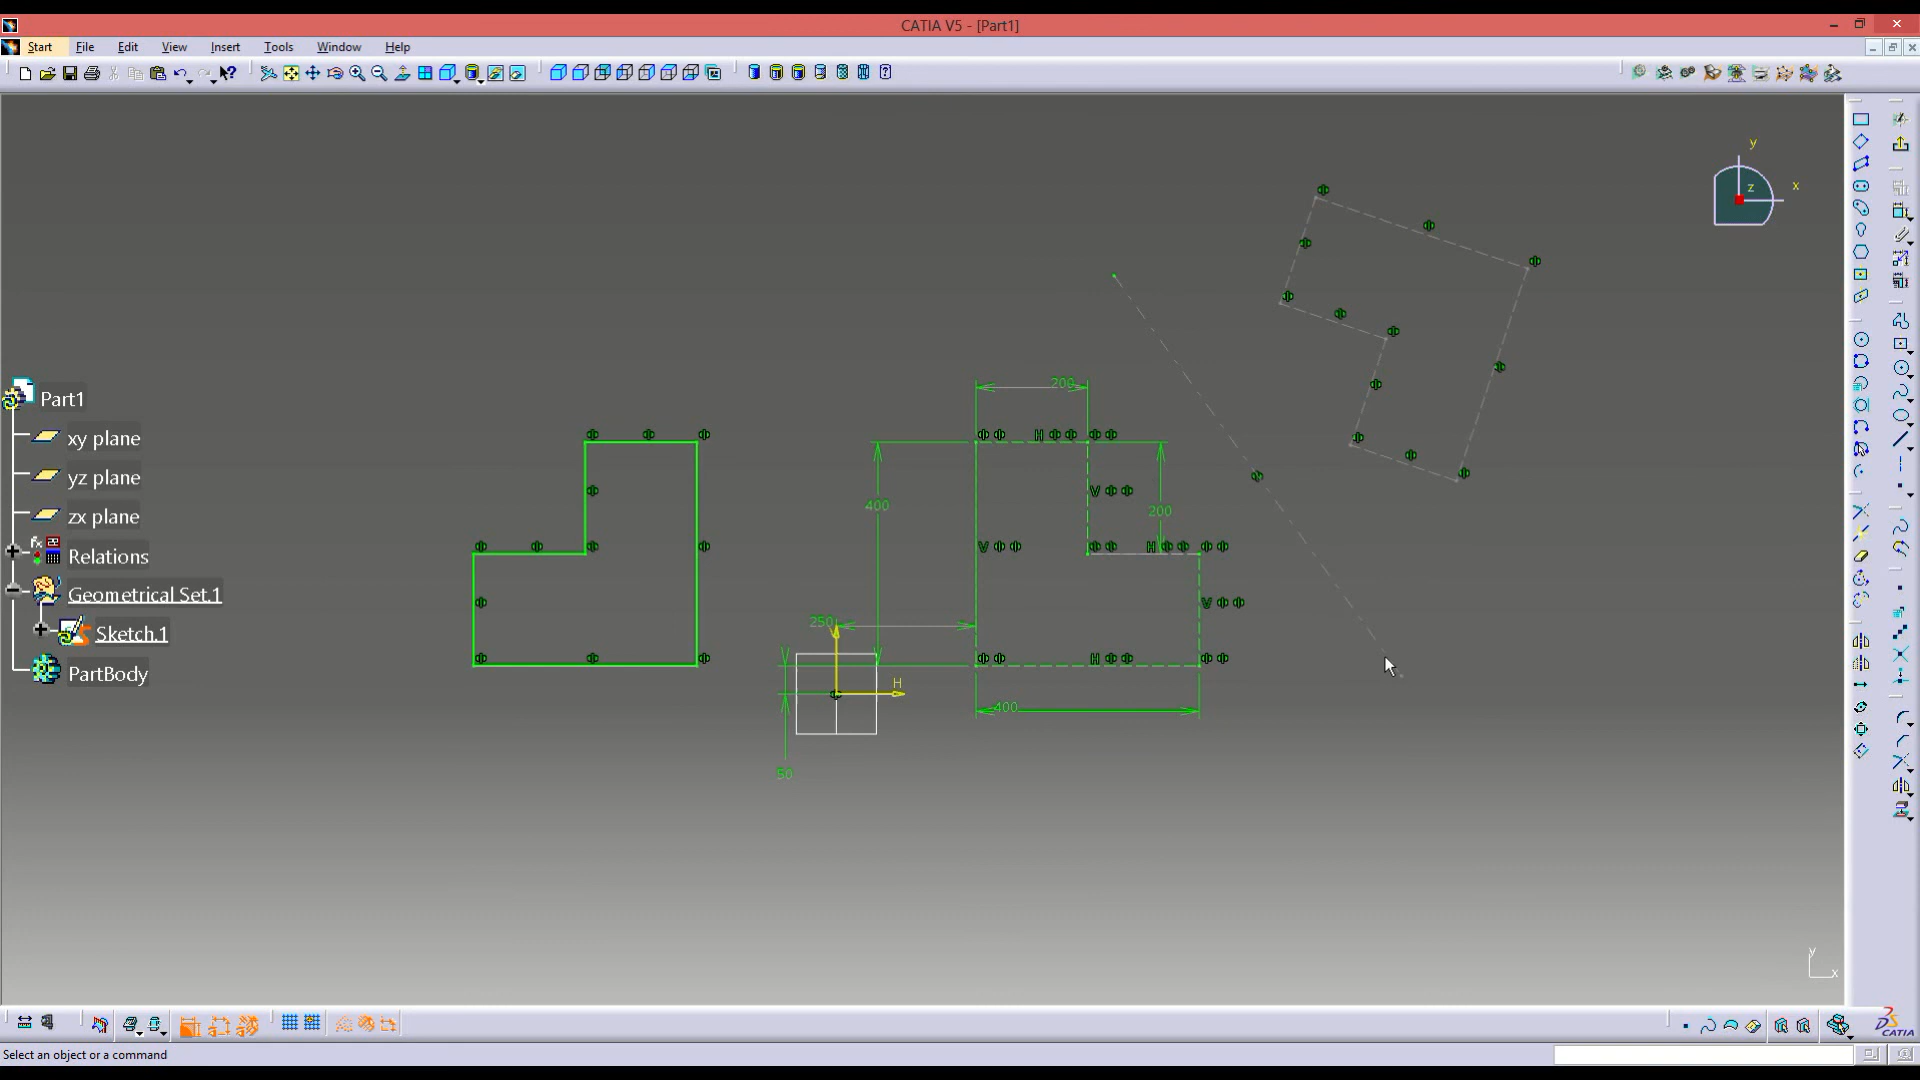 CATIA V5 - [Part1]
Start File Edit View Insert Tools Window Help
y
z
x
200
H
Part1
xy plane
V
400
200
yz plane
zx plane
V
H
Relations
Geometrical Set.1
V
250
Sketch.1
H
PartBody
H
400
50
y
x
CATIA
Select an object or a command